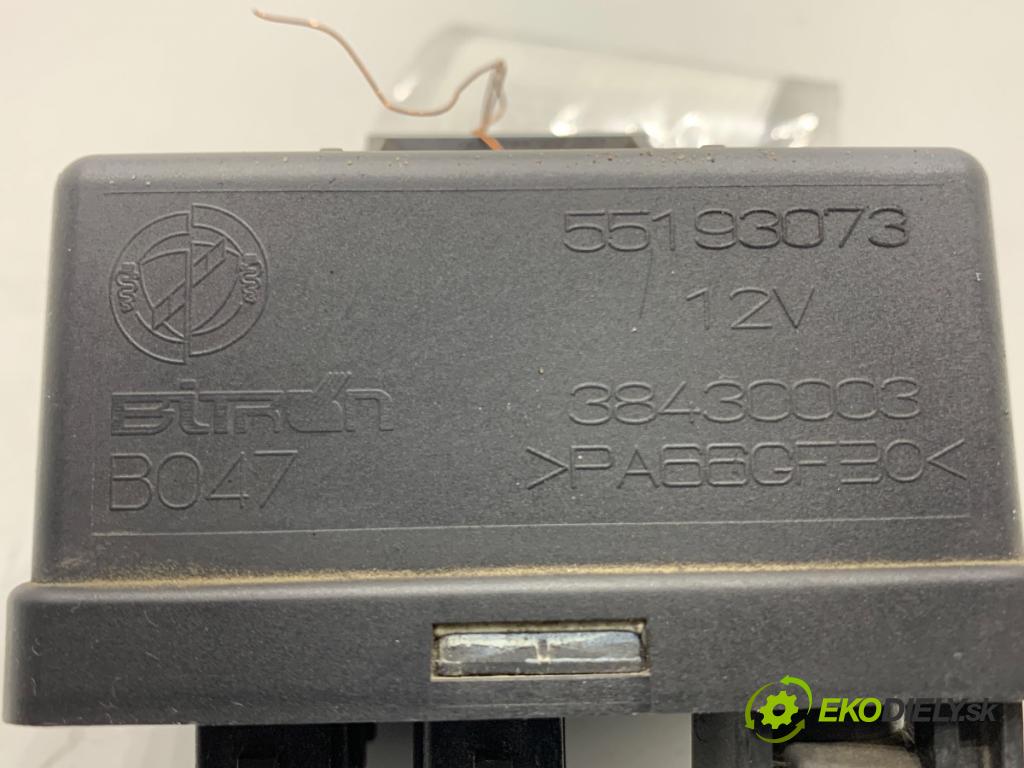 55193073
12V
BITRON
38430003
B047
>PA66GF30<
EKODIELY.SK